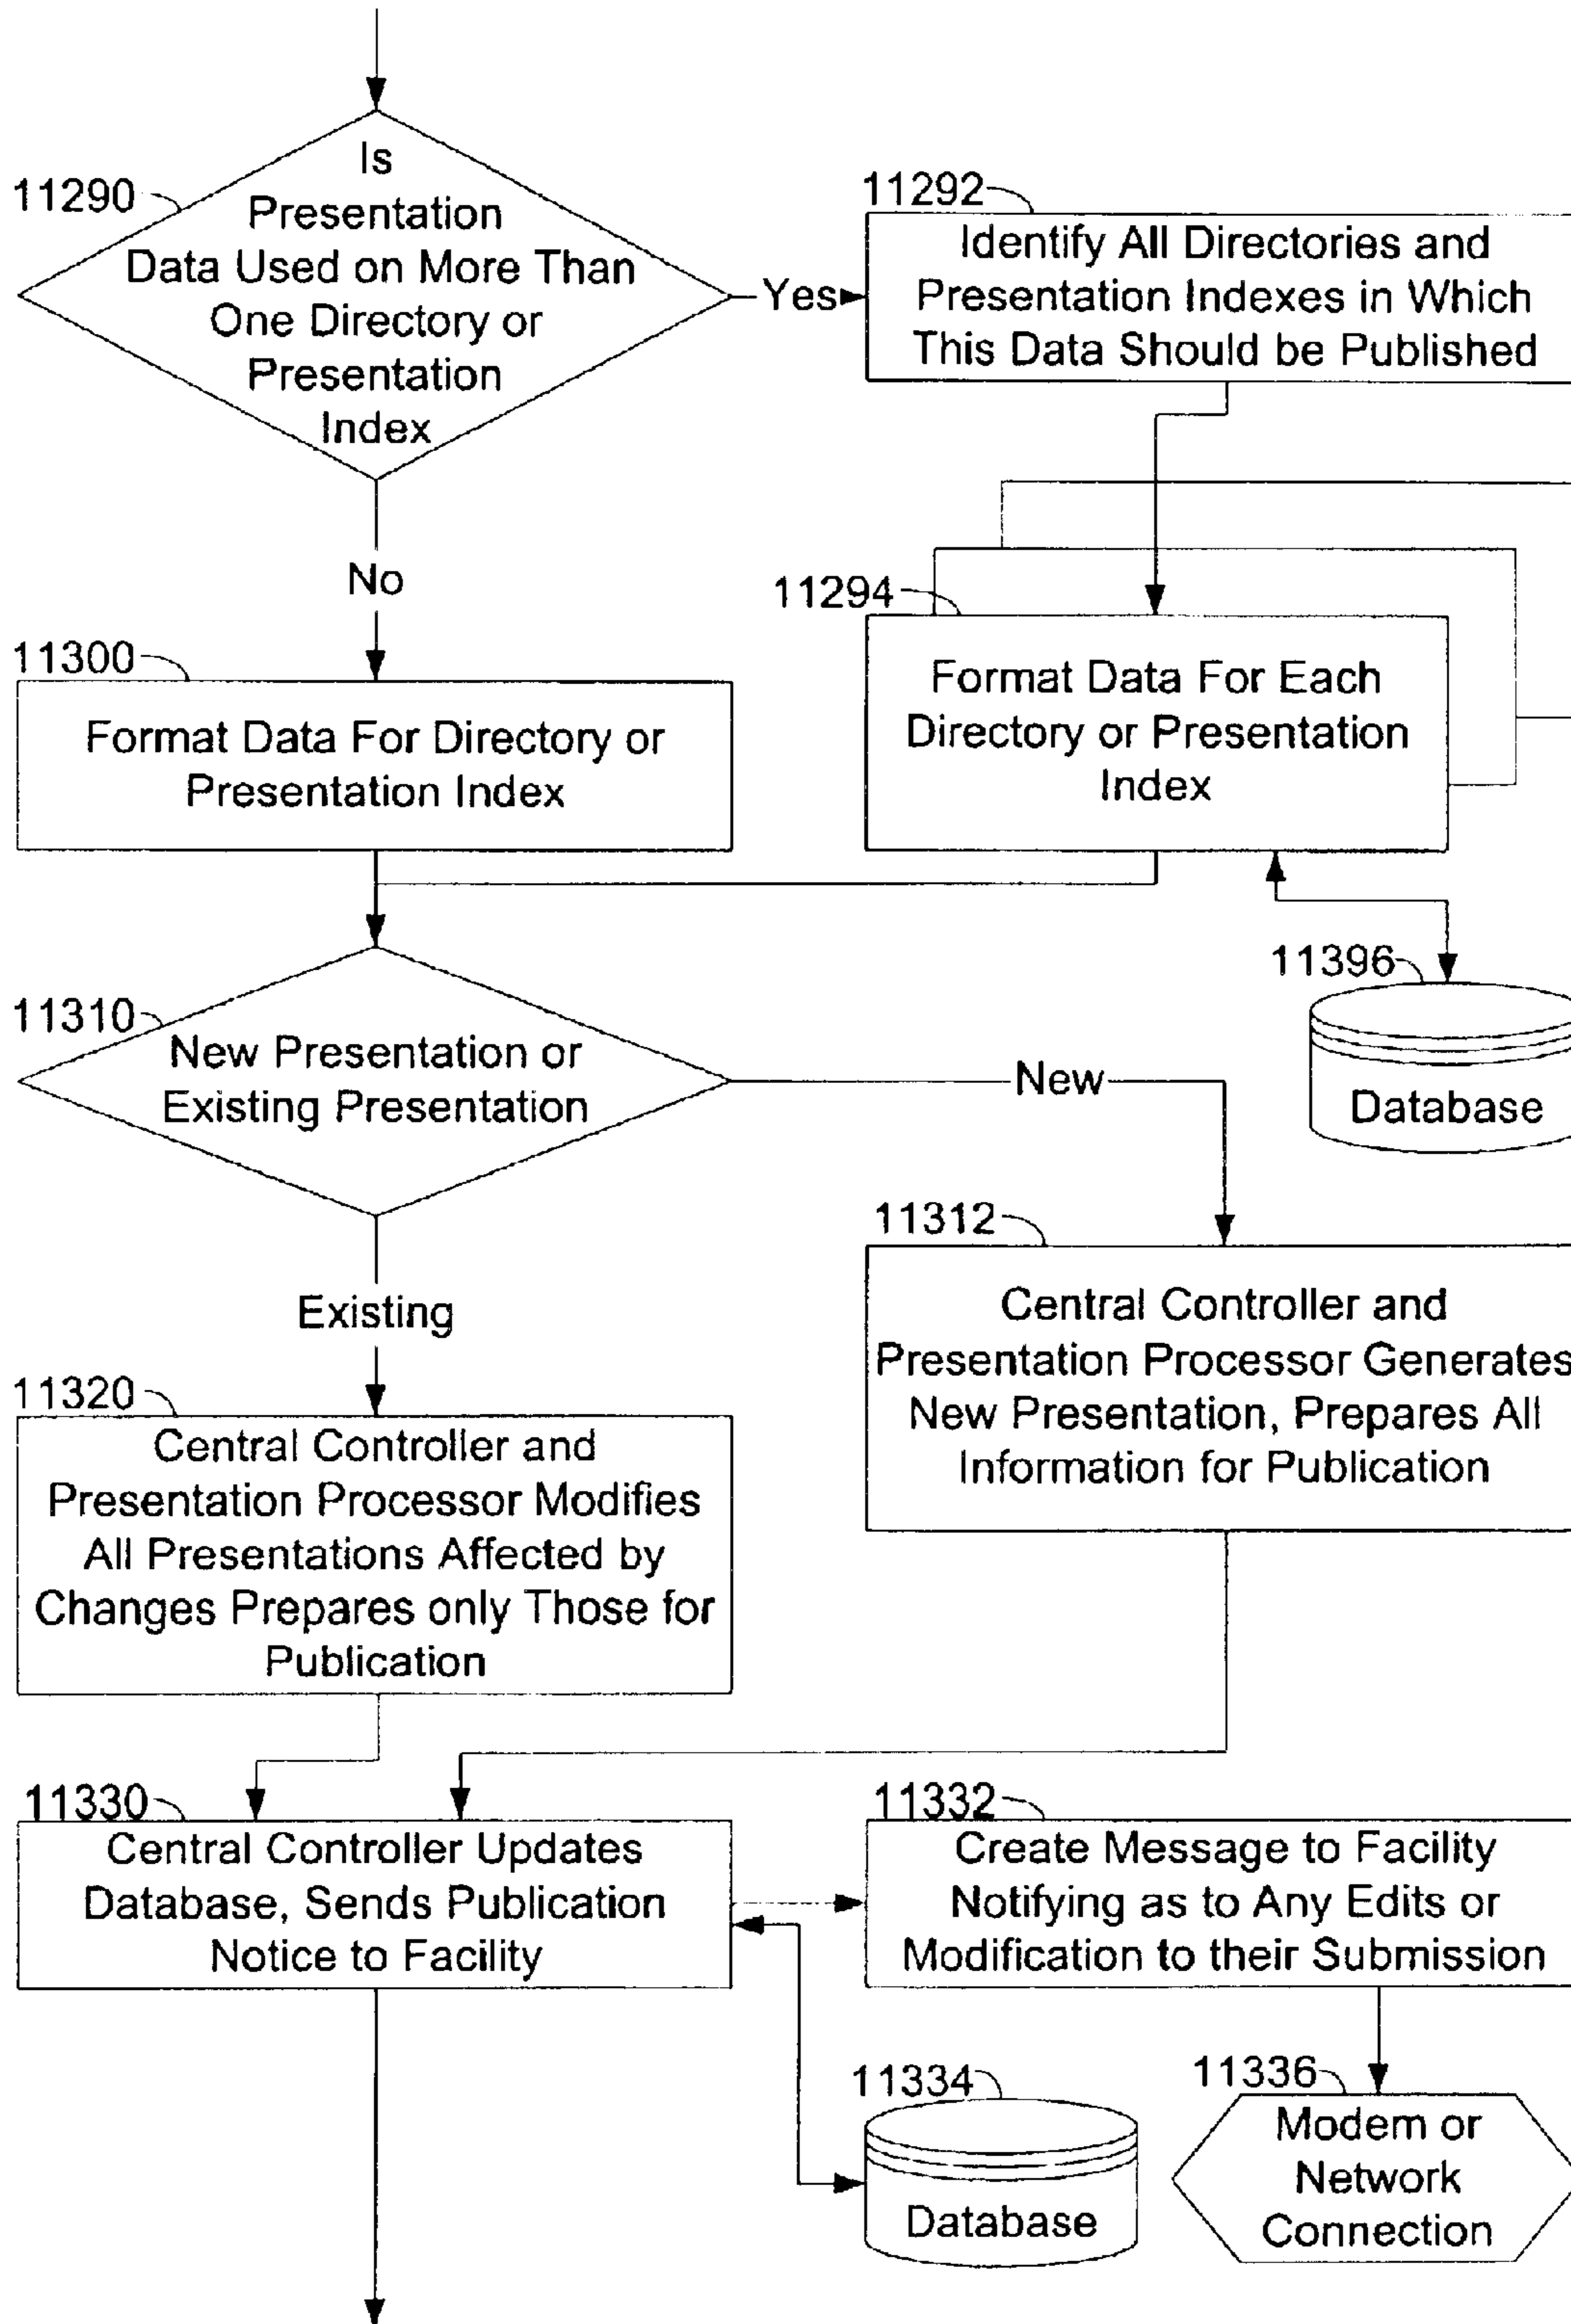 11290
Is
Presentation
Data Used on More Than
One Directory or
Presentation
Index
Yes
11292
Identify All Directories and
Presentation Indexes in Which
This Data Should be Published
No
11294
Format Data For Each
Directory or Presentation
Index
11300
Format Data For Directory or
Presentation Index
11396
Database
11310
New Presentation or
Existing Presentation
New
11312
Central Controller and
Presentation Processor Generates
New Presentation, Prepares All
Information for Publication
Existing
11320
Central Controller and
Presentation Processor Modifies
All Presentations Affected by
Changes Prepares only Those for
Publication
11330
Central Controller Updates
Database, Sends Publication
Notice to Facility
11332
Create Message to Facility
Notifying as to Any Edits or
Modification to their Submission
11334
Database
11336
Modem or
Network
Connection